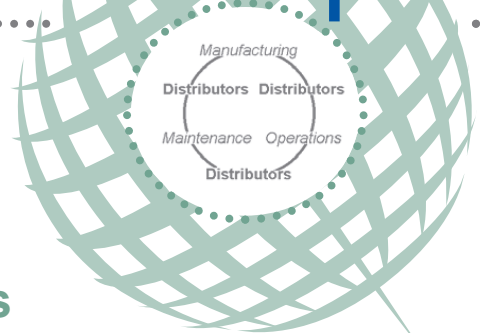 Manufacturing
Distributors Distributors
Maintenance Operations
Distributors
s